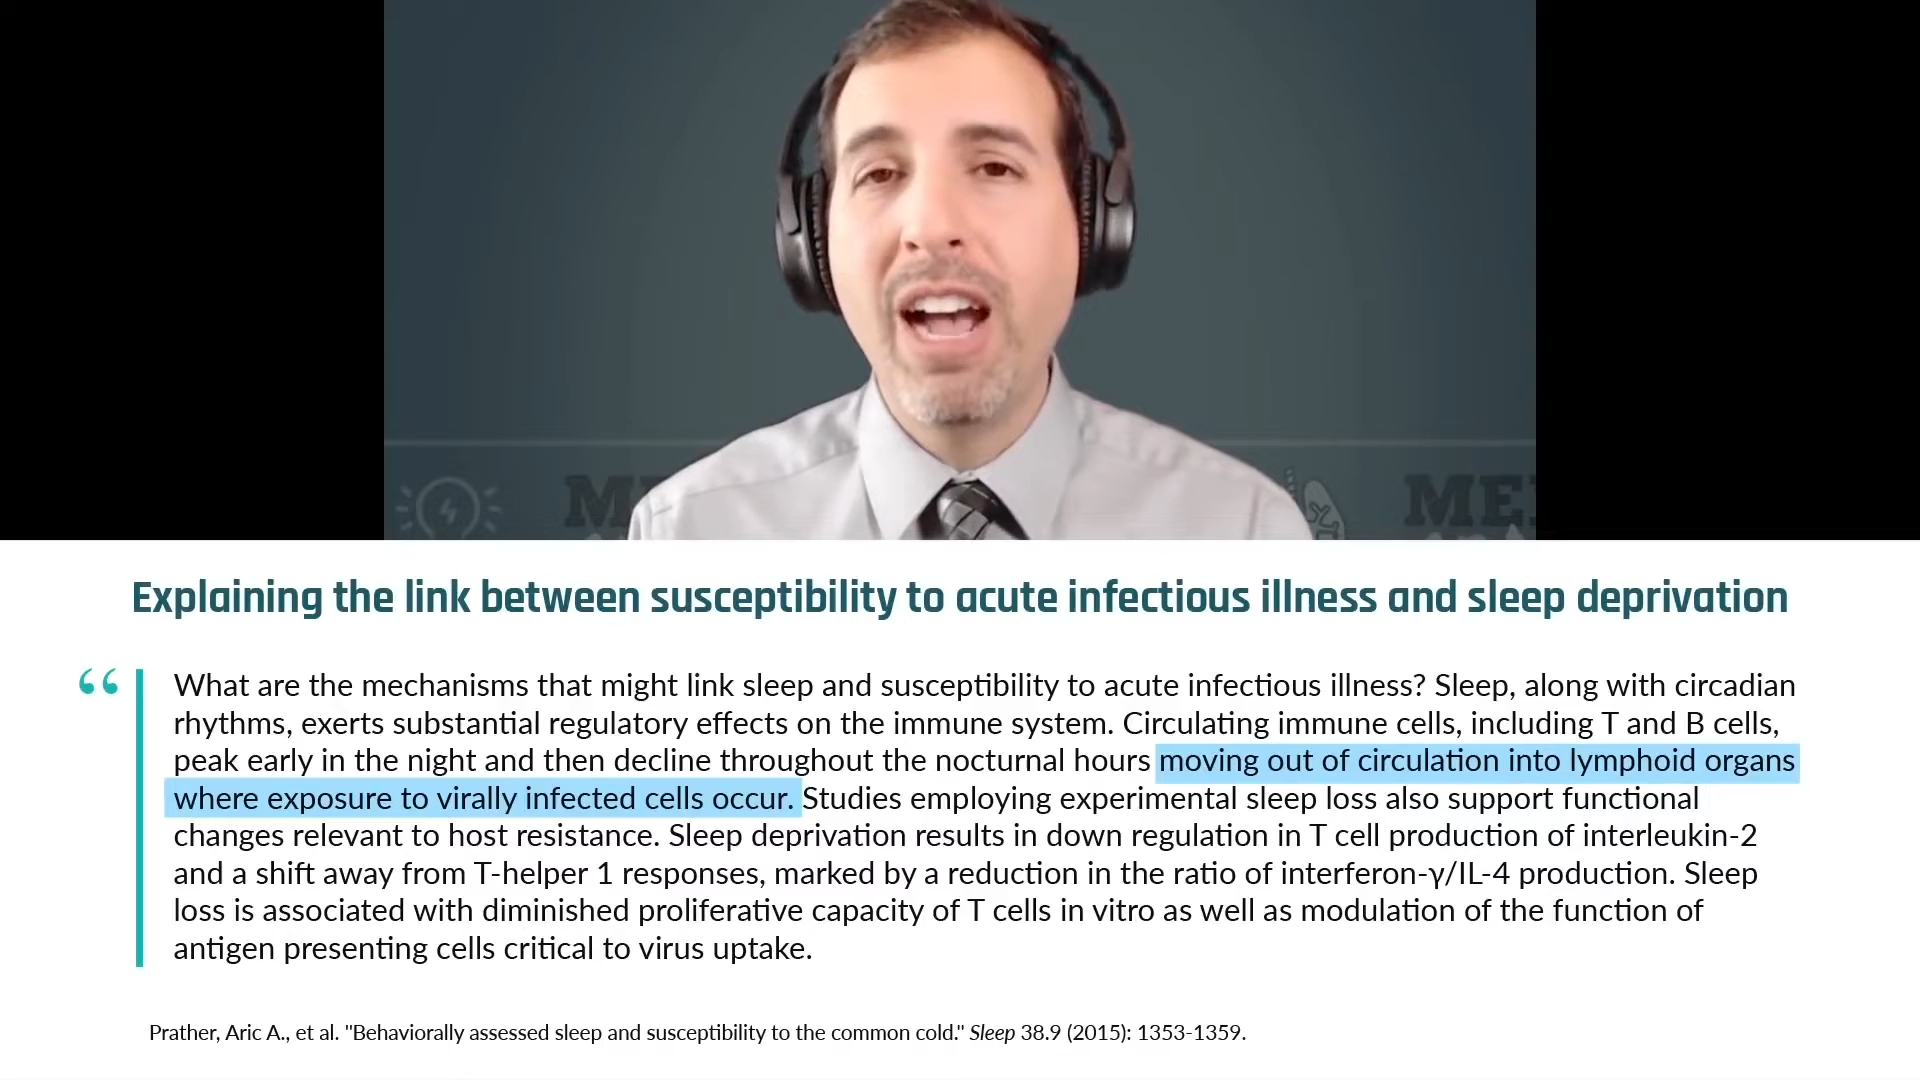 ME
ME
Explaining the link between susceptibility to acute infectious illness and sleep deprivation
“
What are the mechanisms that might link sleep and susceptibility to acute infectious illness? Sleep, along with circadian
rhythms, exerts substantial regulatory effects on the immune system. Circulating immune cells, including T and B cells,
peak early in the night and then decline throughout the nocturnal hours moving out of circulation into lymphoid organs
where exposure to virally infected cells occur. Studies employing experimental sleep loss also support functional
changes relevant to host resistance. Sleep deprivation results in down regulation in T cell production of interleukin-2
and a shift away from T-helper 1 responses, marked by a reduction in the ratio of interferon-γ/IL-4 production. Sleep
loss is associated with diminished proliferative capacity of T cells in vitro as well as modulation of the function of
antigen presenting cells critical to virus uptake.
Prather, Aric A., et al. "Behaviorally assessed sleep and susceptibility to the common cold." Sleep 38.9 (2015): 1353-1359.